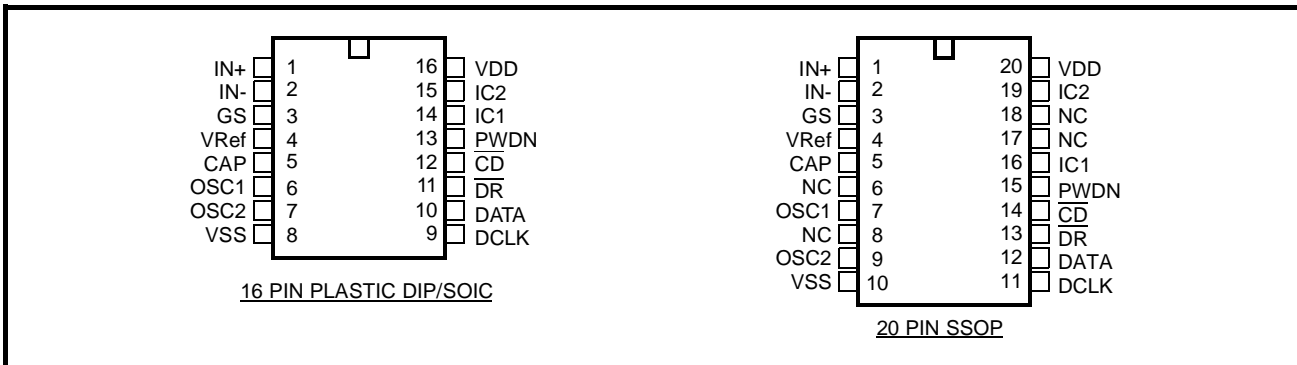 IN+ 1 16 VDD
IN- 2 15 IC2
GS 3 14 IC1
VRef 4 13 PWDN
CAP 5 12 CD
OSC1 6 11 DR
OSC2 7 10 DATA
VSS 8 9 DCLK
16 PIN PLASTIC DIP/SOIC
IN+ 1 20 VDD
IN- 2 19 IC2
GS 3 18 NC
VRef 4 17 NC
CAP 5 16 IC1
NC 6 15 PWDN
OSC1 7 14 CD
NC 8 13 DR
OSC2 9 12 DATA
VSS 10 11 DCLK
20 PIN SSOP